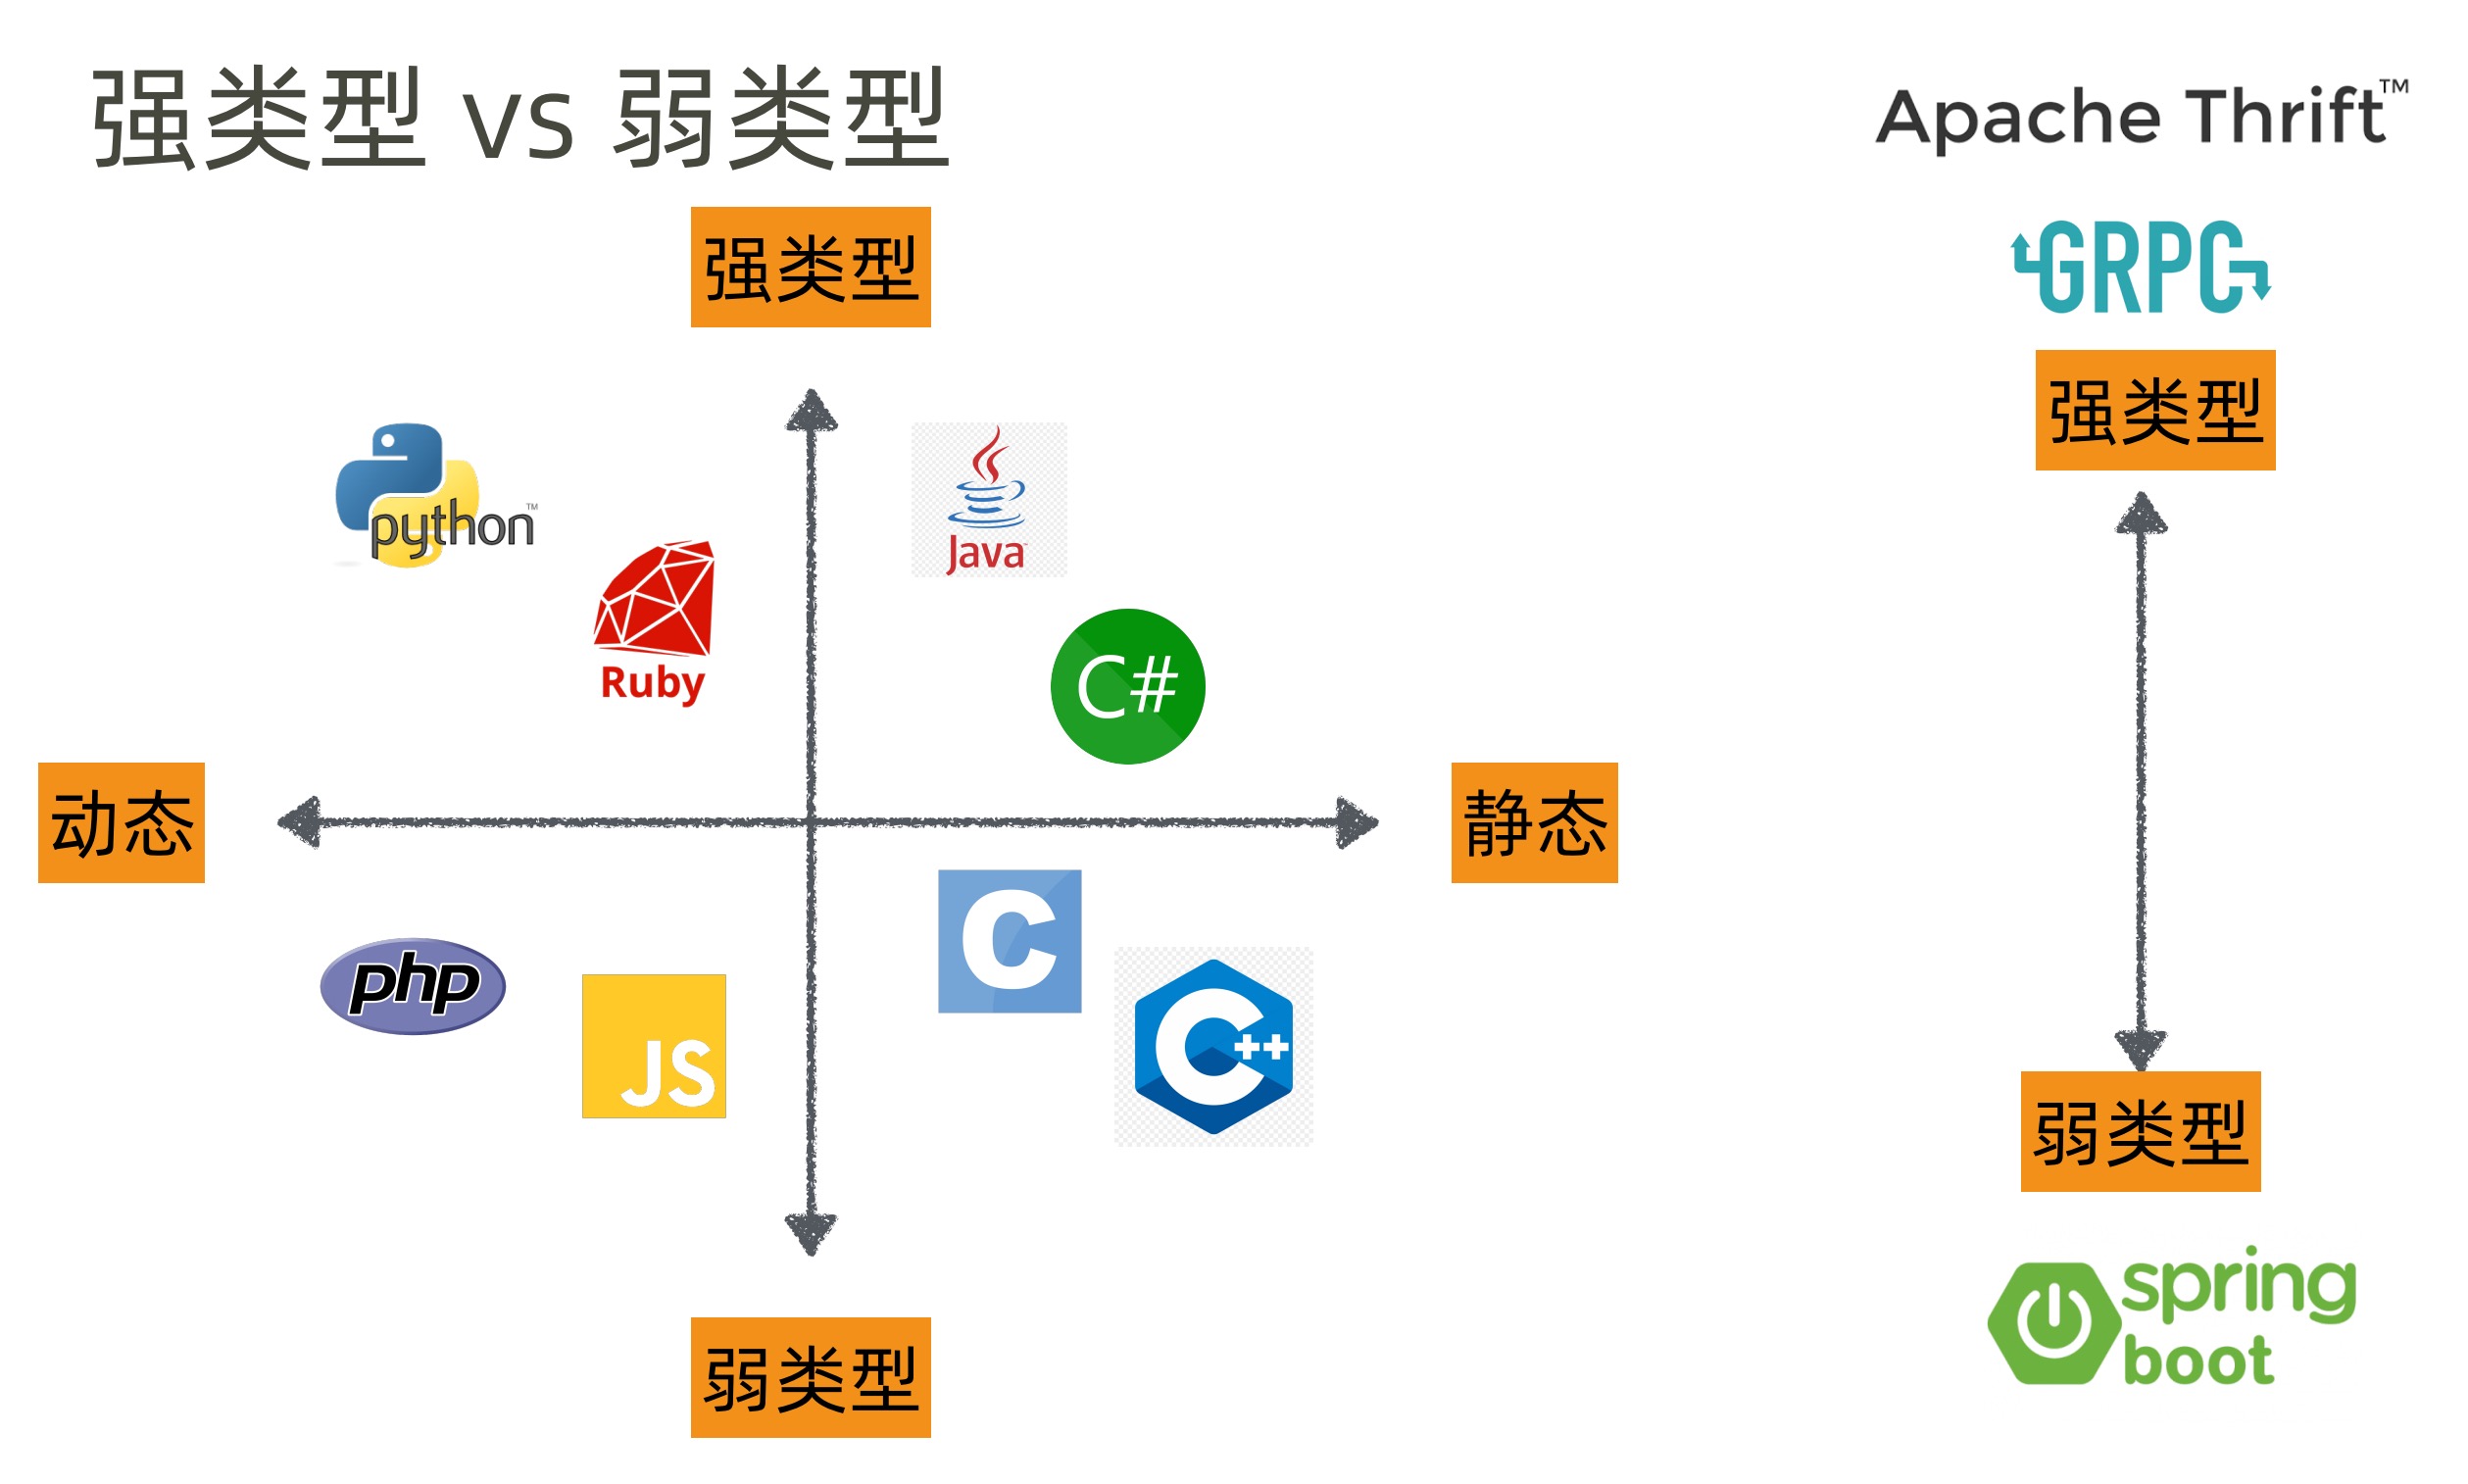 强类型 vs 弱类型
Apache Thrift™
GRPC
强类型
强类型
python™
Java™
Ruby
C#
动态
静态
C
php
C++
JS
弱类型
spring
boot
弱类型